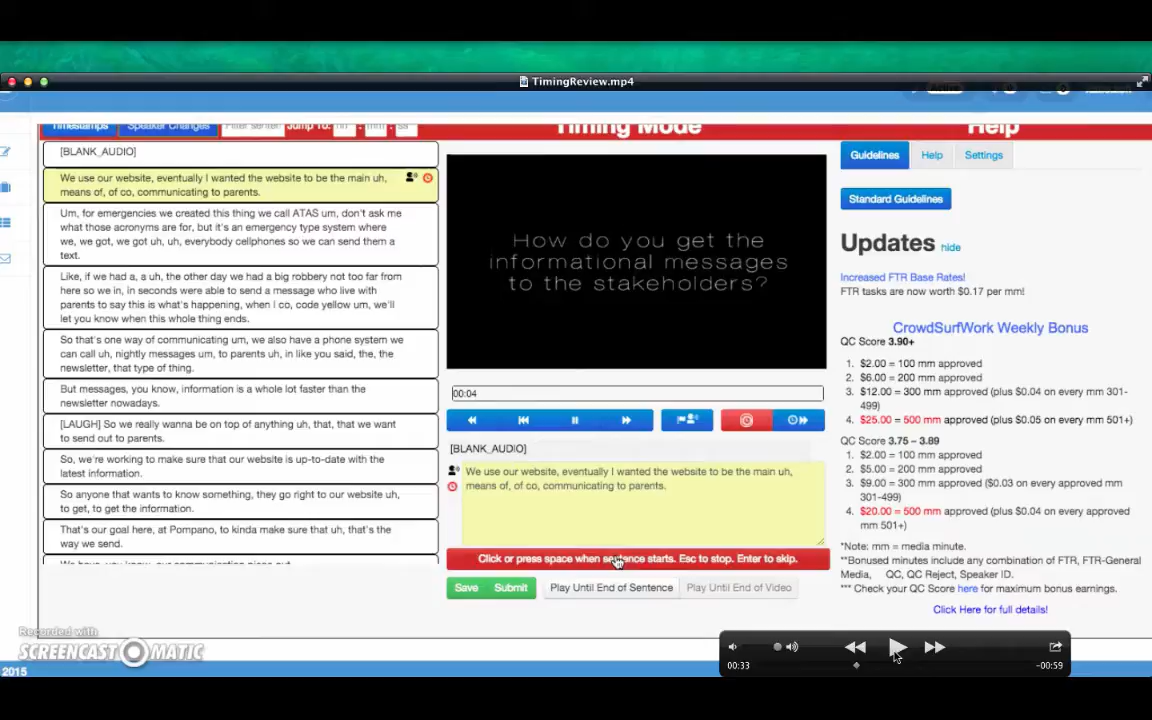 TimingReview.mp4
Timestamps
Speaker Changes
Jump To:
Timing Mode
Help
[BLANK_AUDIO]
We use our website, eventually I wanted the website to be the main uh,
means of, of co, communicating to parents.
Um, for emergencies we created this thing we call ATAS um, don't ask me
what those acronyms are for, but it's an emergency type system where
we, we got, we got uh, uh, everybody cellphones so we can send them a
text.
Like, if we had a, a uh, the other day we had a big robbery not too far from
here so we in, in seconds were able to send a message who live with
parents to say this is what's happening, when I co, code yellow um, we'll
let you know when this whole thing ends.
So that's one way of communicating um, we also have a phone system we
can call uh, nightly messages um, to parents uh, in like you said, the, the
newsletter, that type of thing.
But messages, you know, information is a whole lot faster than the
newsletter nowadays.
[LAUGH] So we really wanna be on top of anything uh, that, that we want
to send out to parents.
So, we're working to make sure that our website is up-to-date with the
latest information.
So anyone that wants to know something, they go right to our website uh,
to get, to get the information.
That's our goal here, at Pompano, to kinda make sure that uh, that's the
way we send.
How do you get the
informational messages
to the stakeholders?
00:04
[BLANK_AUDIO]
We use our website, eventually I wanted the website to be the main uh,
means of, of co, communicating to parents.
Click or press space when sentence starts. Esc to stop. Enter to skip.
Save
Submit
Play Until End of Sentence
Play Until End of Video
Guidelines
Help
Settings
Standard Guidelines
Updates hide
Increased FTR Base Rates!
FTR tasks are now worth $0.17 per mm!
CrowdSurfWork Weekly Bonus
QC Score 3.90+
1. $2.00 = 100 mm approved
2. $6.00 = 200 mm approved
3. $12.00 = 300 mm approved (plus $0.04 on every mm 301-
499)
4. $25.00 = 500 mm approved (plus $0.05 on every mm 501+)
QC Score 3.75 – 3.89
1. $2.00 = 100 mm approved
2. $5.00 = 200 mm approved
3. $9.00 = 300 mm approved ($0.03 on every approved mm
301-499)
4. $20.00 = 500 mm approved (plus $0.04 on every approved
mm 501+)
*Note: mm = media minute.
**Bonused minutes include any combination of FTR, FTR-General
Media, QC, QC Reject, Speaker ID.
*** Check your QC Score here for maximum bonus earnings.
Click Here for full details!
Recorded with
SCREENCAST-O-MATIC
2015
00:33
-00:59